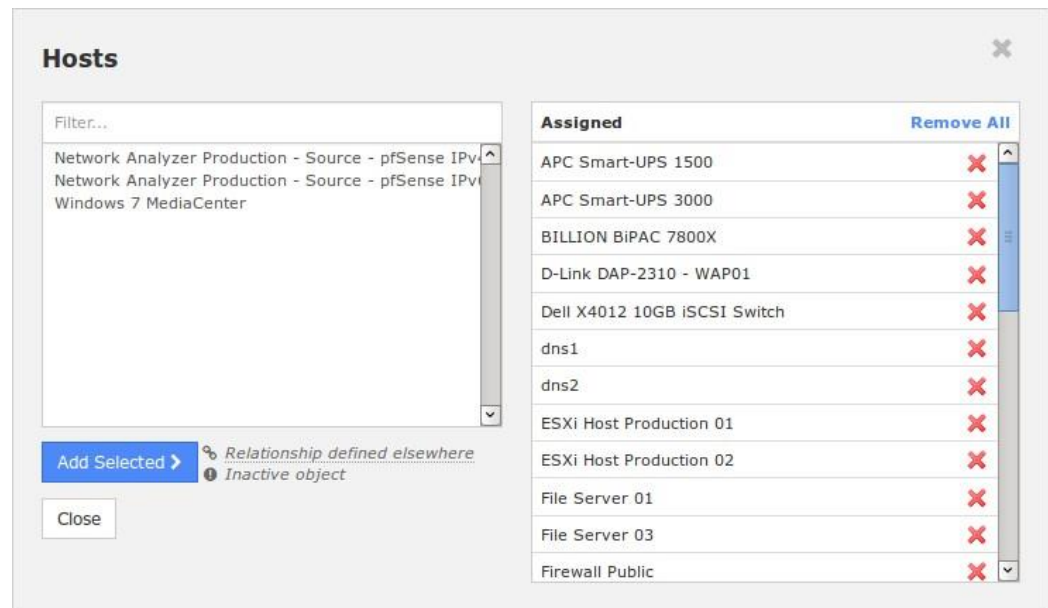 Hosts
Filter...
Network Analyzer Production - Source - pfSense IPv
Network Analyzer Production - Source - pfSense IPv
Windows 7 MediaCenter
Add Selected
Relationship defined elsewhere
Inactive object
Close
Assigned Remove All
APC Smart-UPS 1500
APC Smart-UPS 3000
BILLION BiPAC 7800X
D-Link DAP-2310 - WAP01
Dell X4012 10GB iSCSI Switch
dns1
dns2
ESXi Host Production 01
ESXi Host Production 02
File Server 01
File Server 03
Firewall Public